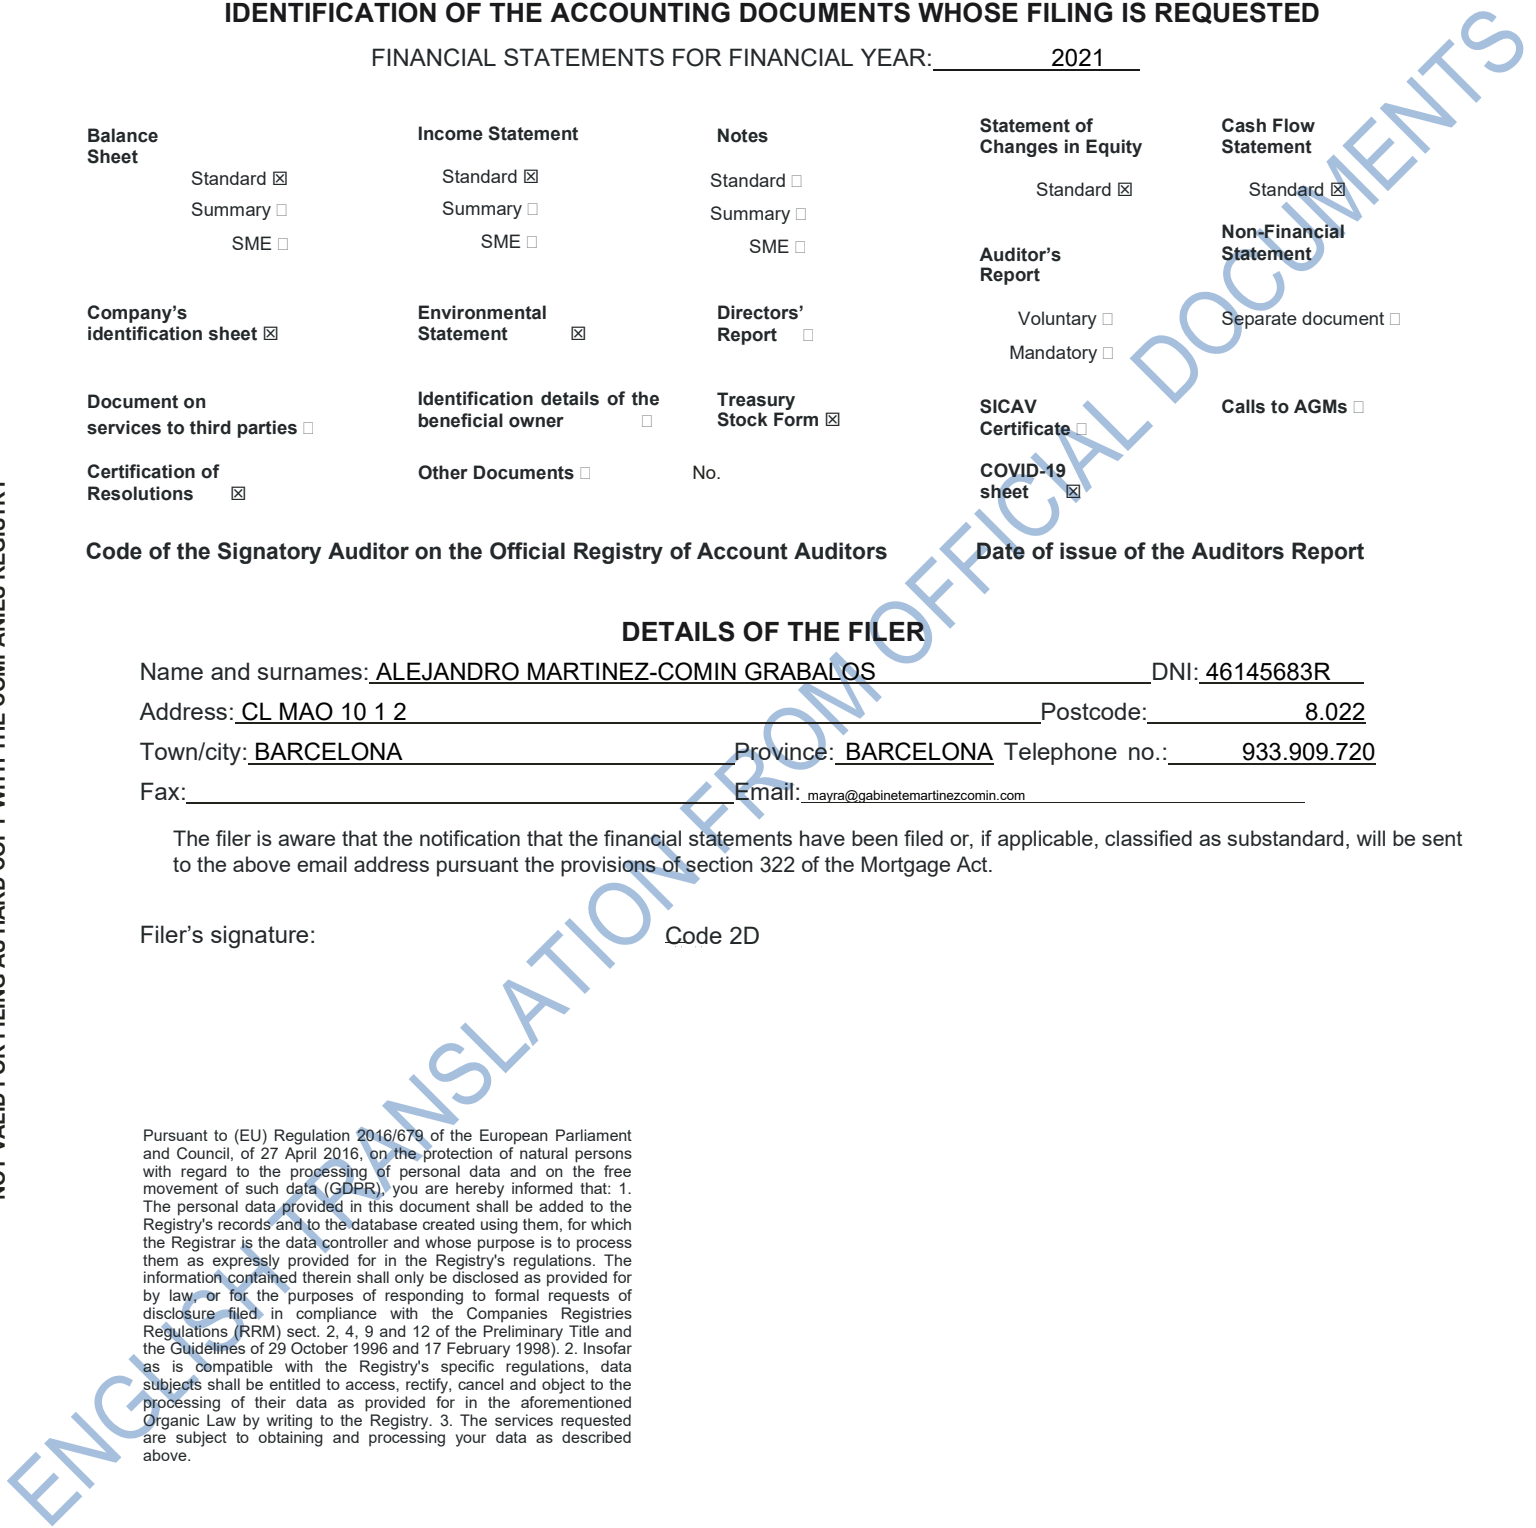 IDENTIFICATION OF THE ACCOUNTING DOCUMENTS WHOSE FILING IS REQUESTED
FINANCIAL STATEMENTS FOR FINANCIAL YEAR: 2021
Balance
Sheet
Standard ☒
Summary □
SME □
Income Statement
Standard ☒
Summary □
SME □
Notes
Standard □
Summary □
SME □
Statement of
Changes in Equity
Standard ☒
Cash Flow
Statement
Standard ☒
Auditor's
Report
Voluntary □
Mandatory □
Non-Financial
Statement
Separate document □
Company's
identification sheet ☒
Environmental
Statement ☒
Directors'
Report □
Document on
services to third parties □
Identification details of the
beneficial owner □
Treasury
Stock Form ☒
SICAV
Certificate □
Calls to AGMs □
Certification of
Resolutions ☒
Other Documents □ No.
COVID-19
sheet ☒
Code of the Signatory Auditor on the Official Registry of Account Auditors Date of issue of the Auditors Report
DETAILS OF THE FILER
Name and surnames: ALEJANDRO MARTINEZ-COMIN GRABALOS DNI: 46145683R
Address: CL MAO 10 1 2 Postcode: 8.022
Town/city: BARCELONA Province: BARCELONA Telephone no.: 933.909.720
Fax: Email: mayra@gabinetemartinezcomin.com
The filer is aware that the notification that the financial statements have been filed or, if applicable, classified as substandard, will be sent
to the above email address pursuant the provisions of section 322 of the Mortgage Act.
Filer's signature: Code 2D
Pursuant to (EU) Regulation 2016/679 of the European Parliament
and Council, of 27 April 2016, on the protection of natural persons
with regard to the processing of personal data and on the free
movement of such data (GDPR), you are hereby informed that: 1.
The personal data provided in this document shall be added to the
Registry's records and to the database created using them, for which
the Registrar is the data controller and whose purpose is to process
them as expressly provided for in the Registry's regulations. The
information contained therein shall only be disclosed as provided for
by law, or for the purposes of responding to formal requests of
disclosure filed in compliance with the Companies Registries
Regulations (RRM) sect. 2, 4, 9 and 12 of the Preliminary Title and
the Guidelines of 29 October 1996 and 17 February 1998). 2. Insofar
as is compatible with the Registry's specific regulations, data
subjects shall be entitled to access, rectify, cancel and object to the
processing of their data as provided for in the aforementioned
Organic Law by writing to the Registry. 3. The services requested
are subject to obtaining and processing your data as described
above.
ENGLISH TRANSLATION FROM OFFICIAL DOCUMENTS